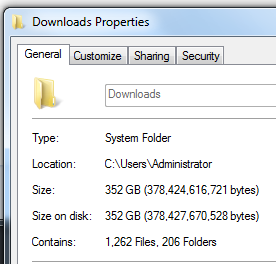 Downloads Properties
General Customize Sharing Security
Downloads
Type: System Folder
Location: C:\Users\Administrator
Size: 352 GB (378,424,616,721 bytes)
Size on disk: 352 GB (378,427,670,528 bytes)
Contains: 1,262 Files, 206 Folders